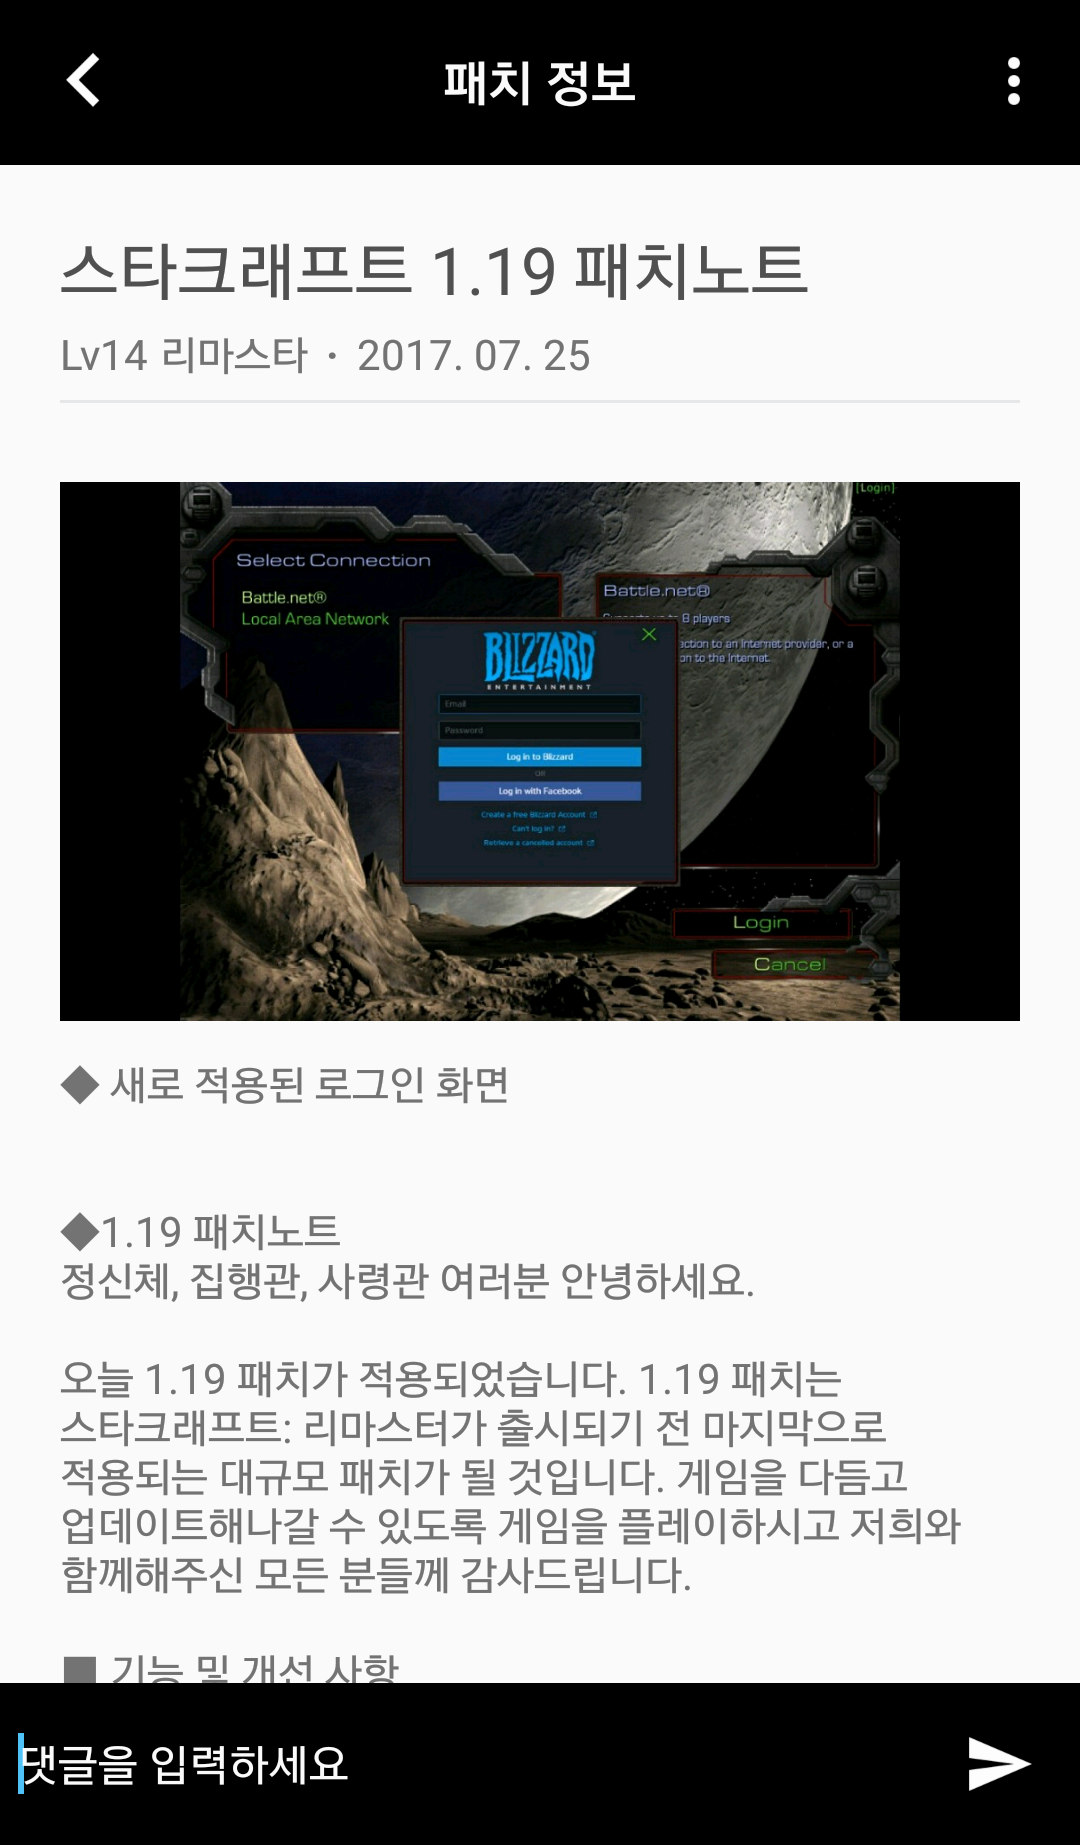 패치 정보
스타크래프트 1.19 패치노트
Lv14 리마스타 · 2017. 07. 25
[Login]
Select Connection
Battle.net®
Local Area Network
Battle.net®
Supports up to 8 players
ection to an Internet provider, or a
on to the Internet.
BLIZZARD
ENTERTAINMENT
Email
Password
Log in to Blizzard
OR
Log in with Facebook
Create a free Blizzard Account
Can't log in?
Retrieve a cancelled account
Login
Cancel
◆ 새로 적용된 로그인 화면
◆1.19 패치노트
정신체, 집행관, 사령관 여러분 안녕하세요.
오늘 1.19 패치가 적용되었습니다. 1.19 패치는
스타크래프트: 리마스터가 출시되기 전 마지막으로
적용되는 대규모 패치가 될 것입니다. 게임을 다듬고
업데이트해나갈 수 있도록 게임을 플레이하시고 저희와
함께해주신 모든 분들께 감사드립니다.
■ 기능 및 개선 사항
댓글을 입력하세요